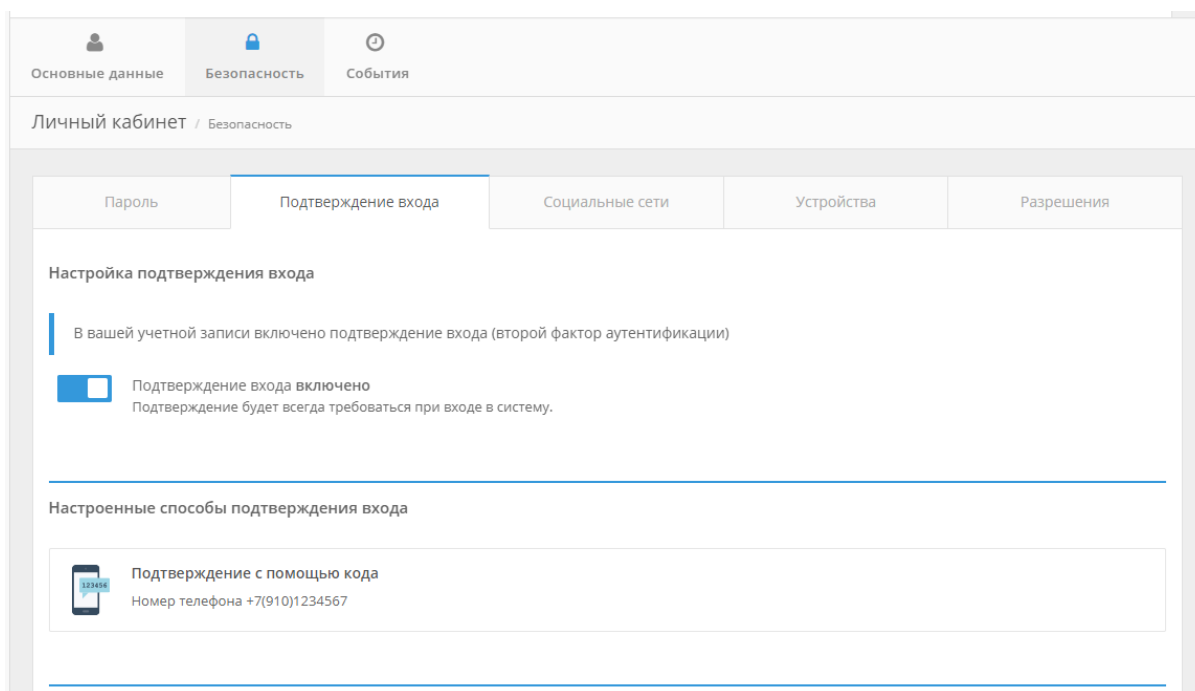 Основные данные
Безопасность
События
Личный кабинет / Безопасность
Пароль
Подтверждение входа
Социальные сети
Устройства
Разрешения
Настройка подтверждения входа
В вашей учетной записи включено подтверждение входа (второй фактор аутентификации)
Подтверждение входа включено
Подтверждение будет всегда требоваться при входе в систему.
Настроенные способы подтверждения входа
123456
Подтверждение с помощью кода
Номер телефона +7(910)1234567